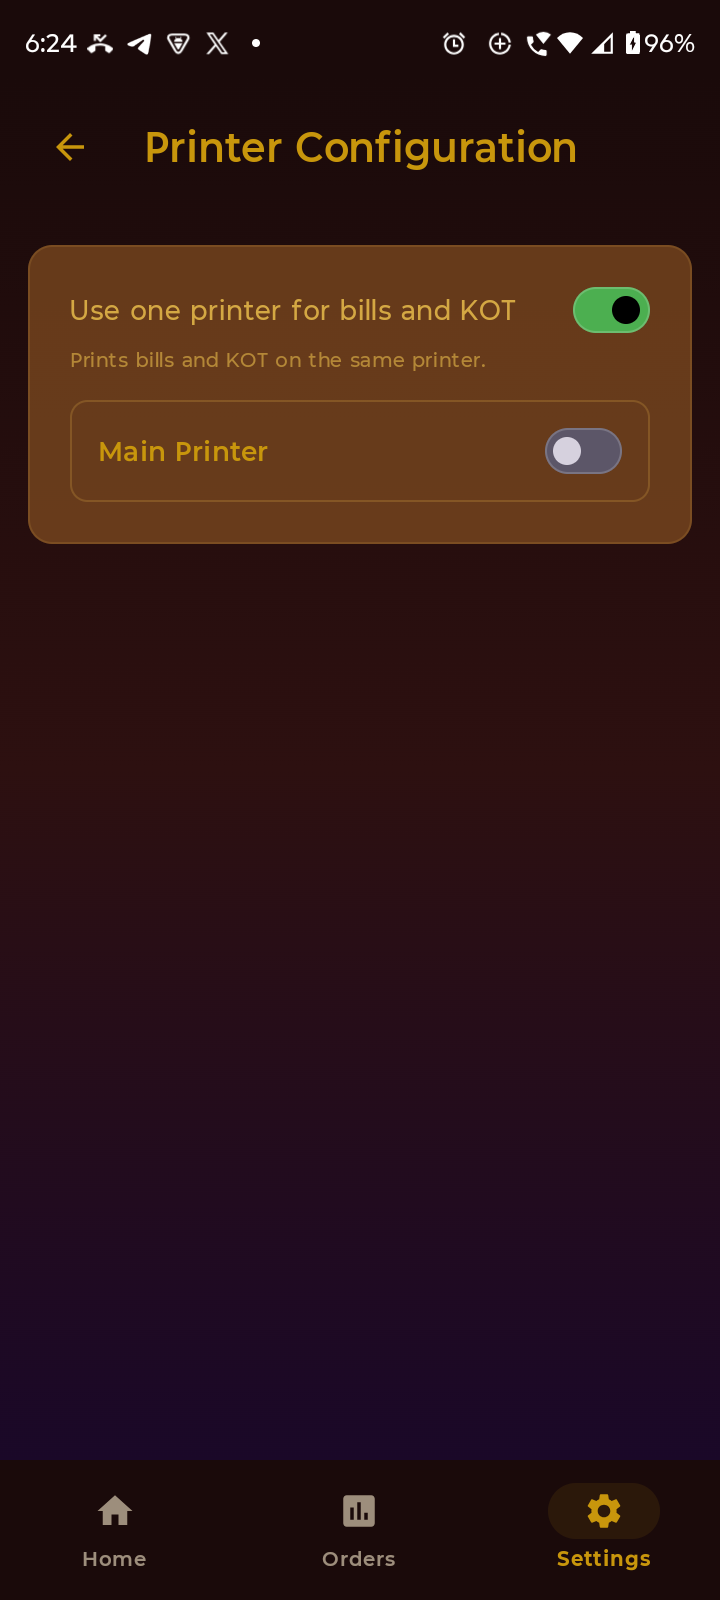 6:24
96%
Printer Configuration
Use one printer for bills and KOT
Prints bills and KOT on the same printer.
Main Printer
Home
Orders
Settings